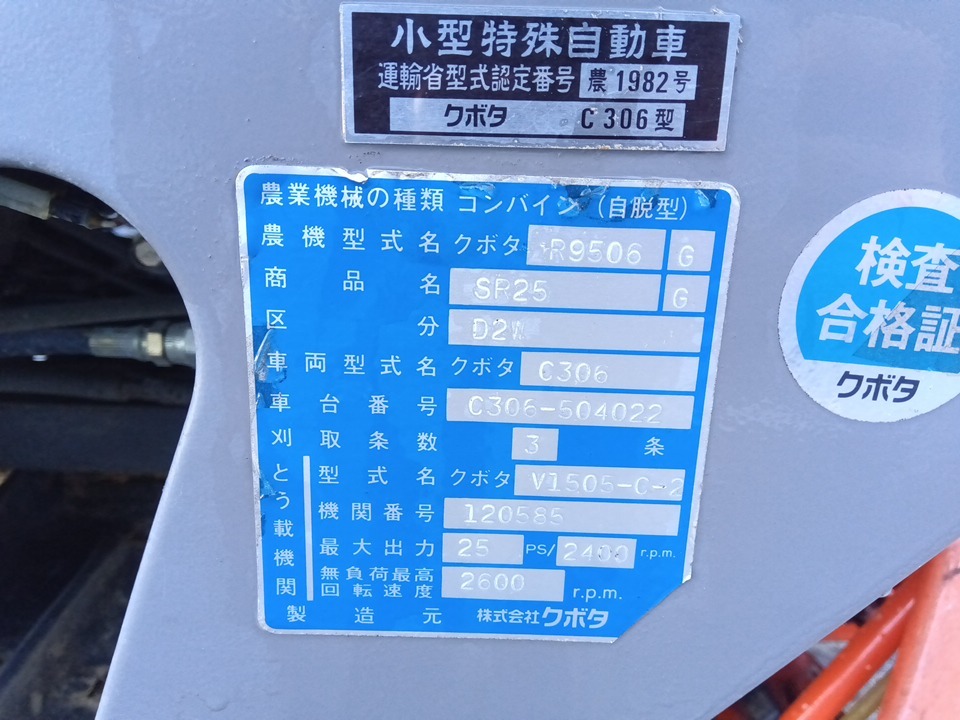 小型特殊自動車
運輸省型式認定番号 農1982号
クボタ C306型
農業機械の種類 コンバイン (自脱型)
農機型式名 クボタ R9506 G
商品名 SR25 G
区分 D2W
車両型式名 クボタ C306
車台番号 C306-504022
刈取条数 3 条
とう載機関
型式名 クボタ V1505-C-2
機関番号 120585
最大出力 25 PS/2400 r.p.m.
無負荷最高回転速度 2600 r.p.m.
製造元 株式会社クボタ
検査
合格証
クボタ